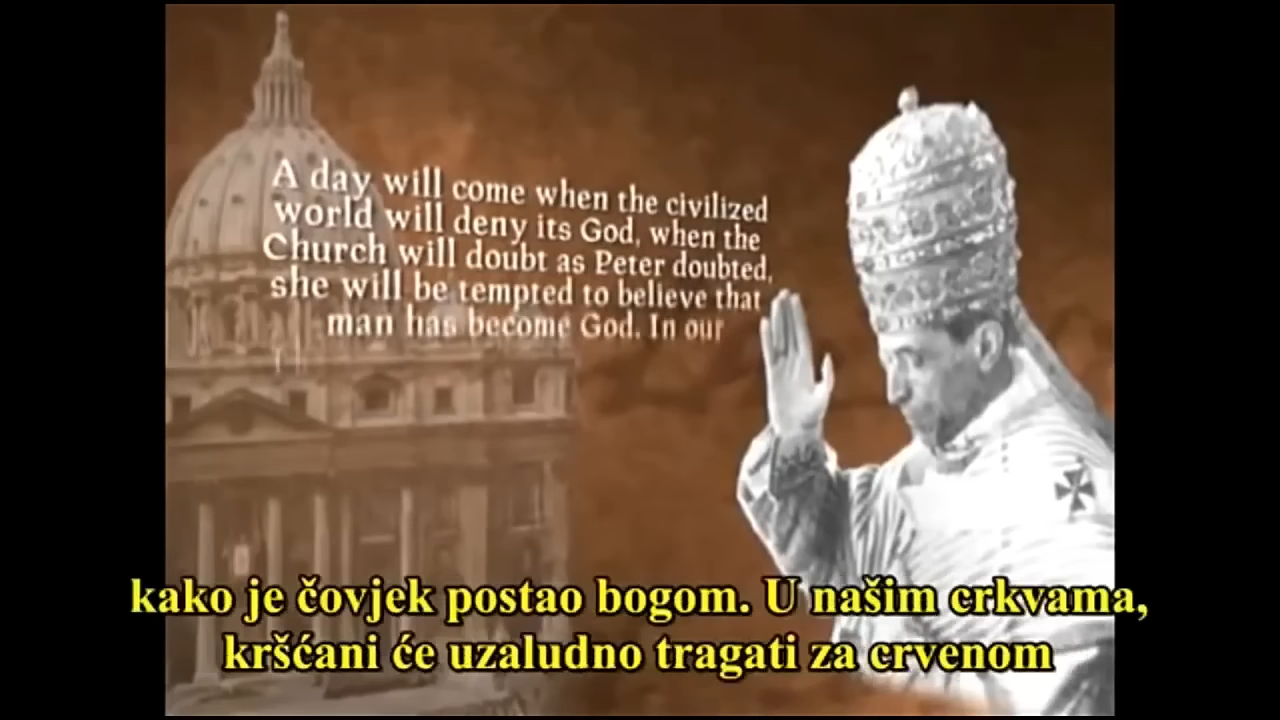 A day will come when the civilized
world will deny its God, when the
Church will doubt as Peter doubted,
she will be tempted to believe that
man has become God. In our
kako je čovjek postao bogom. U našim crkvama,
kršćani će uzaludno tragati za crvenom